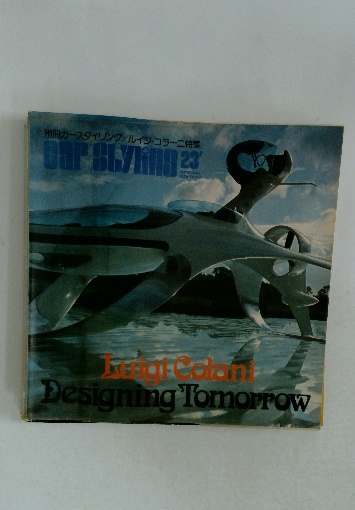 別冊カースタイリング/ルイジ・コラーニ特集
car styling 23
Luigi Colani
Designing Tomorrow